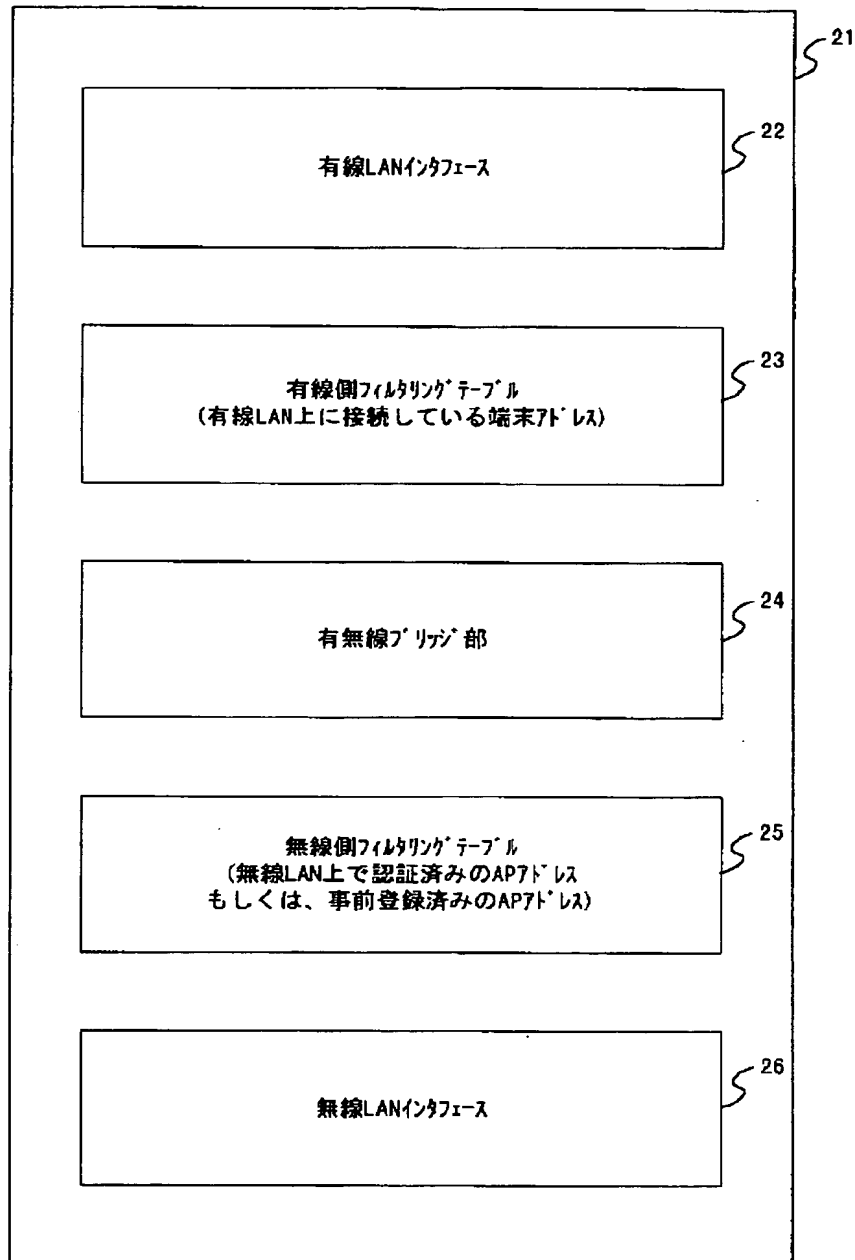 21
22
有線LANｲﾝﾀﾌｪｰｽ
23
有線側ﾌｨﾙﾀﾘﾝｸﾞﾃｰﾌﾞﾙ
(有線LAN上に接続している端末ｱﾄﾞﾚｽ)
24
有無線ﾌﾞﾘｯｼﾞ部
25
無線側ﾌｨﾙﾀﾘﾝｸﾞﾃｰﾌﾞﾙ
(無線LAN上で認証済みのAPｱﾄﾞﾚｽ
もしくは、事前登録済みのAPｱﾄﾞﾚｽ)
26
無線LANｲﾝﾀﾌｪｰｽ